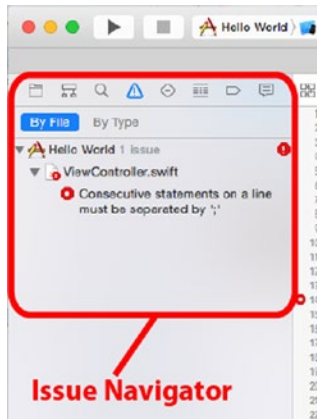 Hello World
By File By Type
Hello World 1 issue
ViewController.swift
Consecutive statements on a line
must be separated by ';'
Issue Navigator